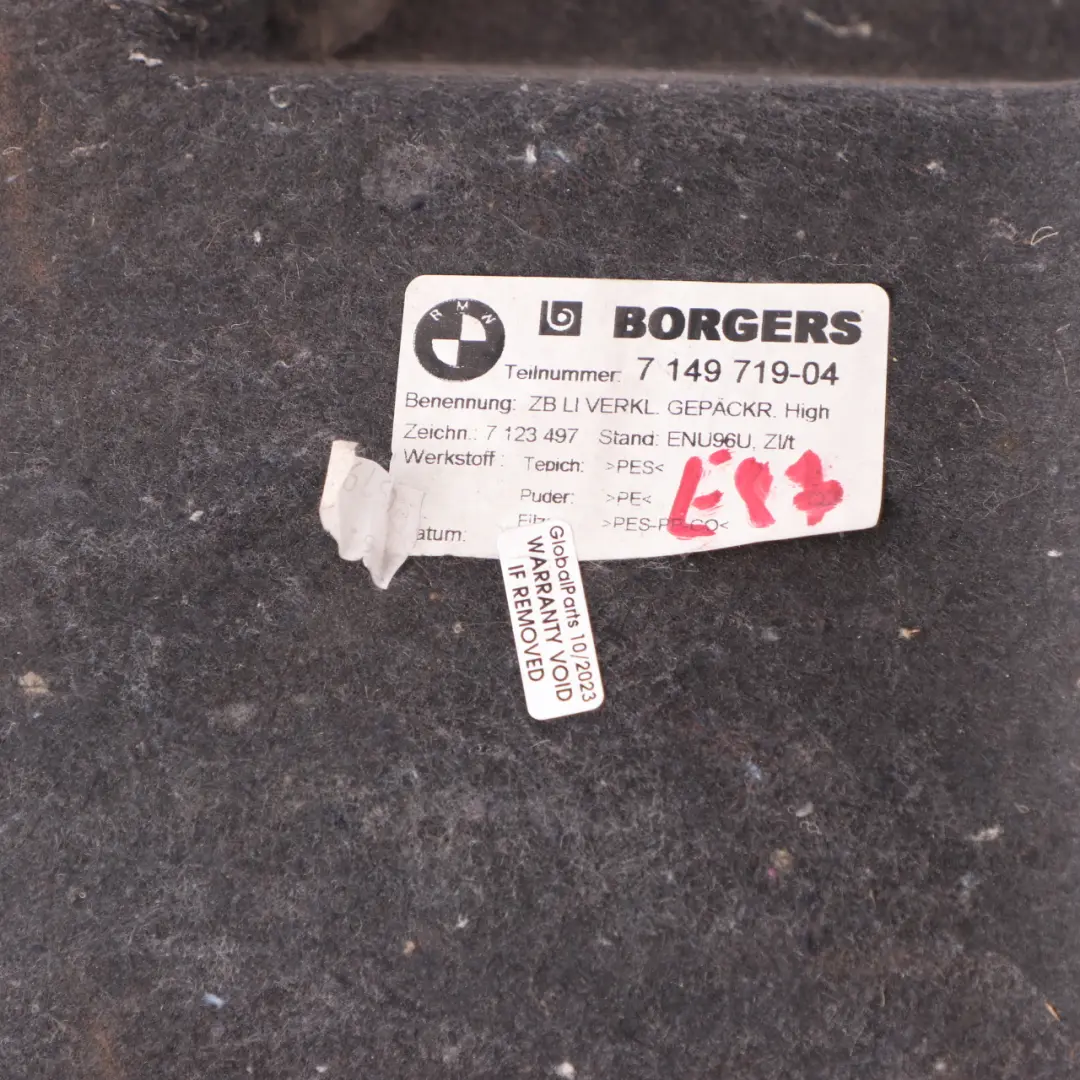 BMW
BORGERS
Teilnummer: 7 149 719-04
Benennung: ZB LI VERKL. GEPÄCKR. High
Zeichn.: 7 123 497 Stand: ENU96U, ZI/t
Werkstoff: Teppich: >PES<
Puder: >PE<
>PES-PP-CO<
atum:
GlobalParts 10/2023
WARRANTY VOID
IF REMOVED